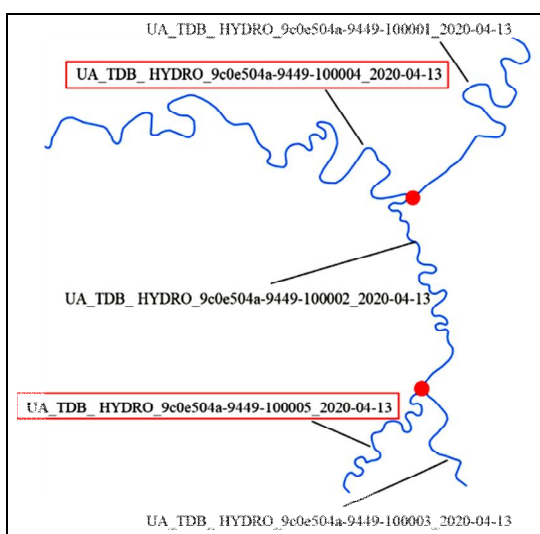 UA_TDB_ HYDRO_9c0e504a-9449-100001_2020-04-13
UA_TDB_ HYDRO_9c0e504a-9449-100004_2020-04-13
UA_TDB_ HYDRO_9c0e504a-9449-100002_2020-04-13
UA_TDB_ HYDRO_9c0e504a-9449-100005_2020-04-13
UA_TDB_ HYDRO_9c0e504a-9449-100003_2020-04-13